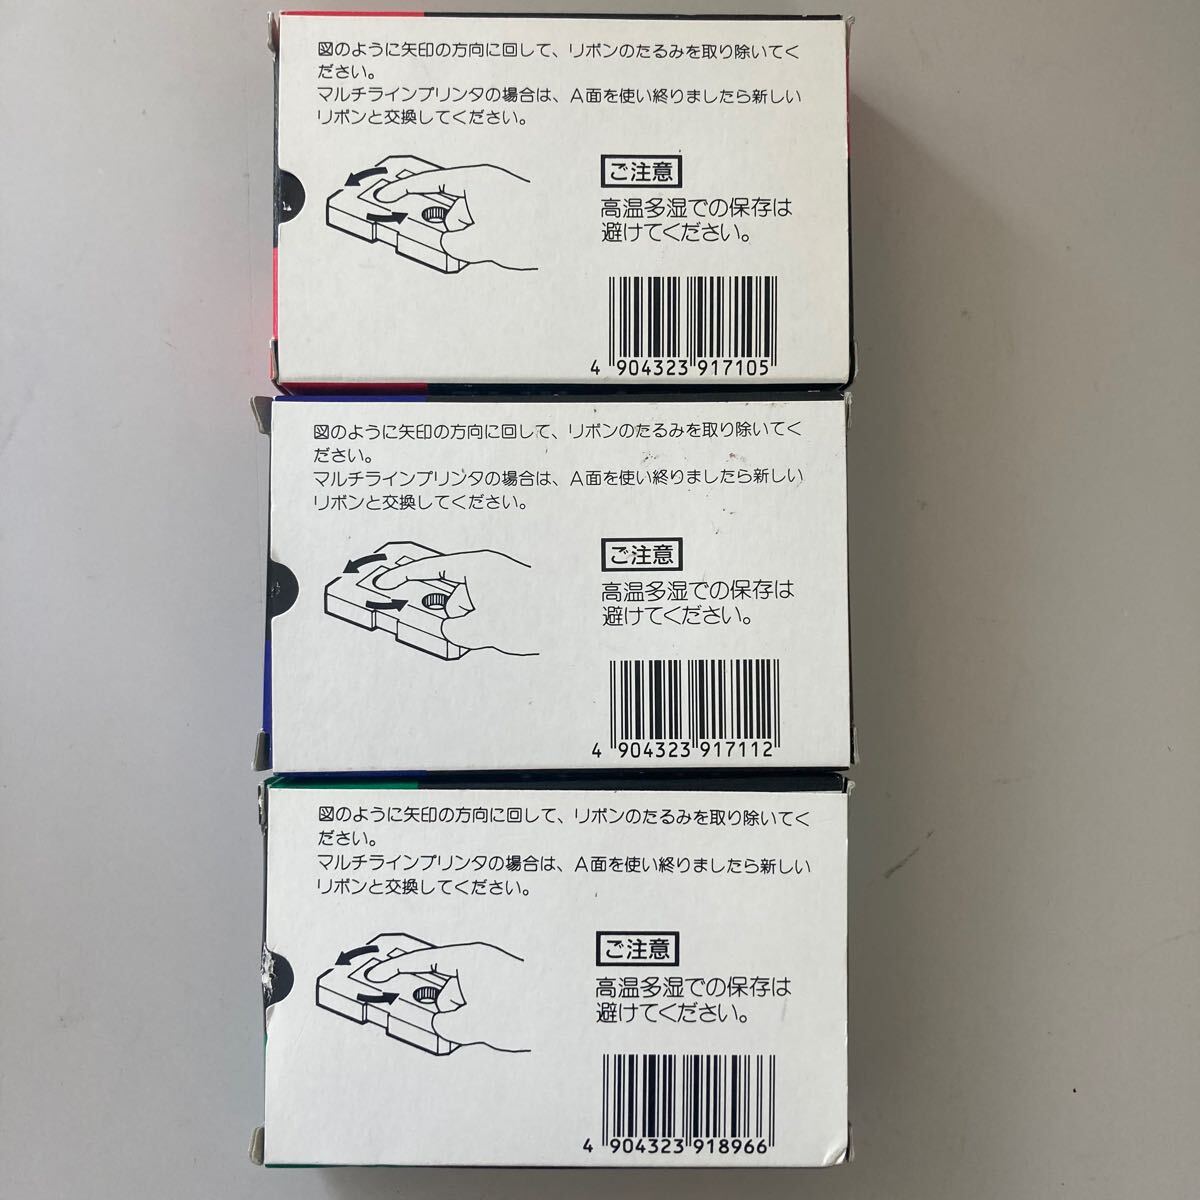 図のように矢印の方向に回して、リボンのたるみを取り除いてく
ださい。
マルチラインプリンタの場合は、A面を使い終りましたら新しい
リボンと交換してください。
ご注意
高温多湿での保存は
避けてください。
4 904323 917105
図のように矢印の方向に回して、リボンのたるみを取り除いてく
ださい。
マルチラインプリンタの場合は、A面を使い終りましたら新しい
リボンと交換してください。
ご注意
高温多湿での保存は
避けてください。
4 904323 917112
図のように矢印の方向に回して、リボンのたるみを取り除いてく
ださい。
マルチラインプリンタの場合は、A面を使い終りましたら新しい
リボンと交換してください。
ご注意
高温多湿での保存は
避けてください。
4 904323 918966